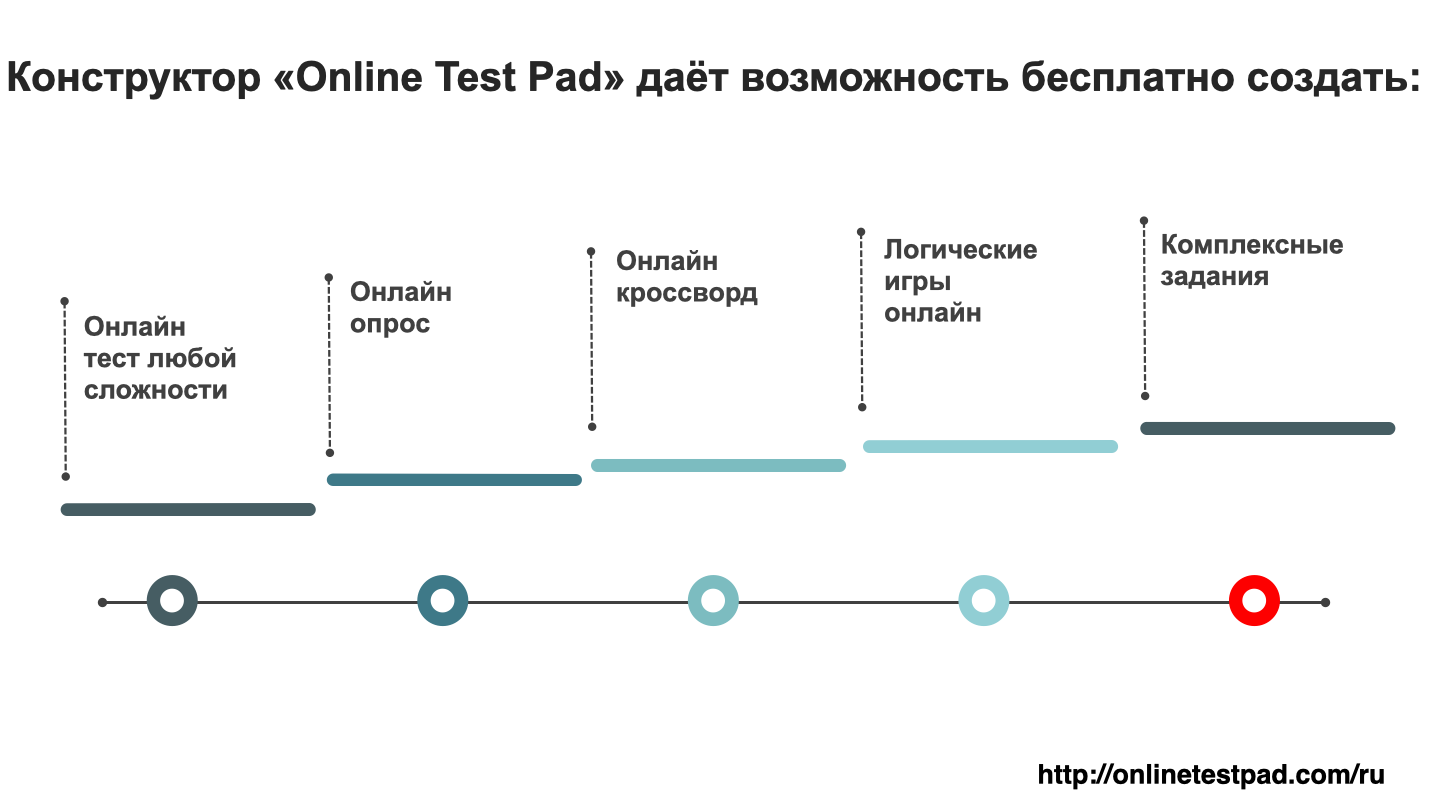 Конструктор «Online Test Pad» даёт возможность бесплатно создать:
Онлайн
тест любой
сложности
Онлайн
опрос
Онлайн
кроссворд
Логические
игры
онлайн
Комплексные
задания
http://onlinetestpad.com/ru